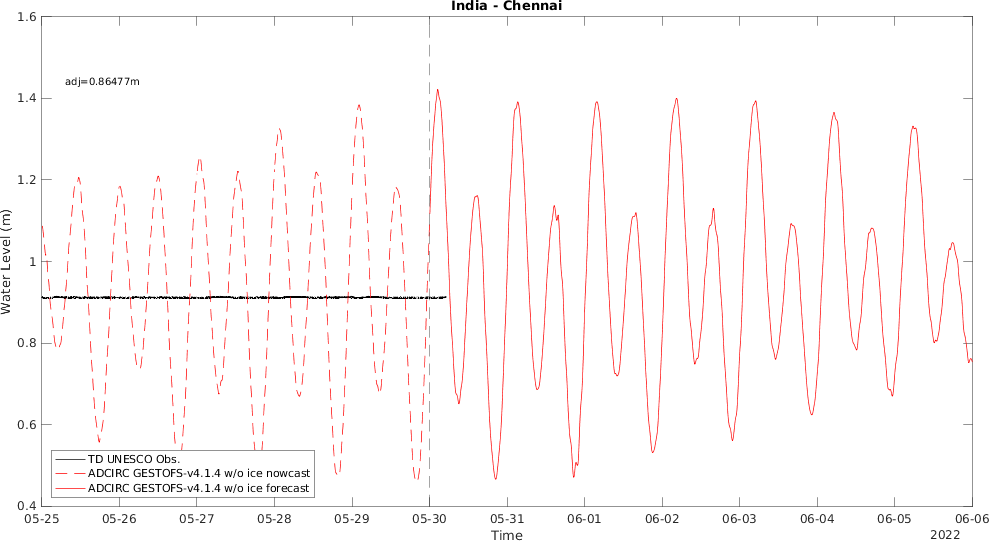 India - Chennai
1.6
1.4
1.2
1
0.8
0.6
0.4
Water Level (m)
adj=0.86477m
TD UNESCO Obs.
ADCIRC GESTOFS-v4.1.4 w/o ice nowcast
ADCIRC GESTOFS-v4.1.4 w/o ice forecast
05-25 05-26 05-27 05-28 05-29 05-30 05-31 06-01 06-02 06-03 06-04 06-05 06-06
Time
2022